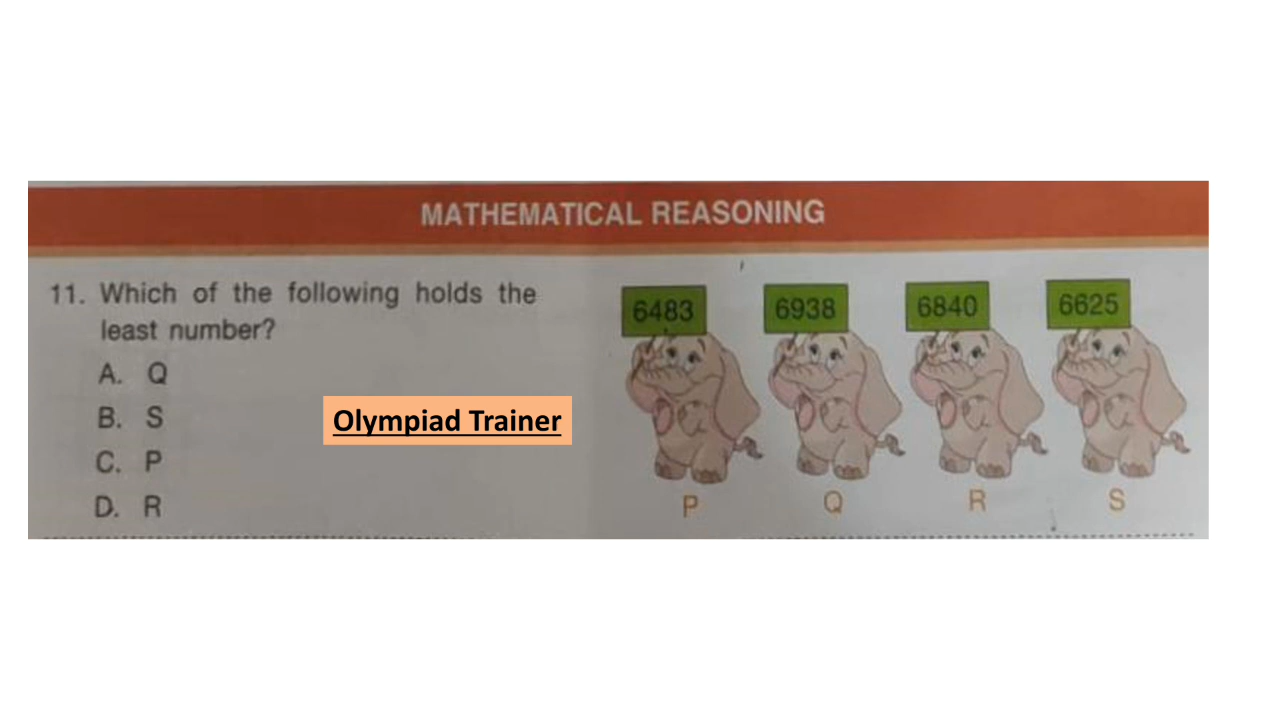 MATHEMATICAL REASONING
11. Which of the following holds the
least number?
A. Q
B. S
C. P
D. R
Olympiad Trainer
6483 6938 6840 6625
P Q R S